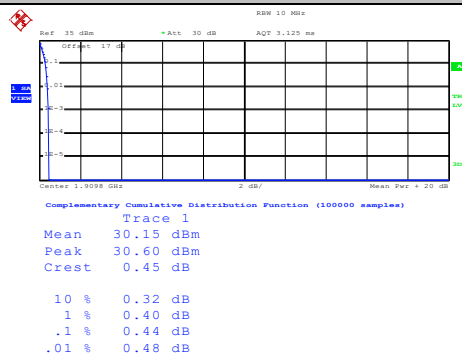 RBW 10 MHz
Ref 35 dBm *Att 30 dB AQT 3.125 ms
Offset 17 dB
0.1
A
1 SA
VIEW
0.01
TRG
LVL
1E-3
1E-4
1E-5
3DB
Center 1.9098 GHz 2 dB/ Mean Pwr + 20 dB
Complementary Cumulative Distribution Function (100000 samples)
Trace 1
Mean 30.15 dBm
Peak 30.60 dBm
Crest 0.45 dB
10 % 0.32 dB
1 % 0.40 dB
.1 % 0.44 dB
.01 % 0.48 dB